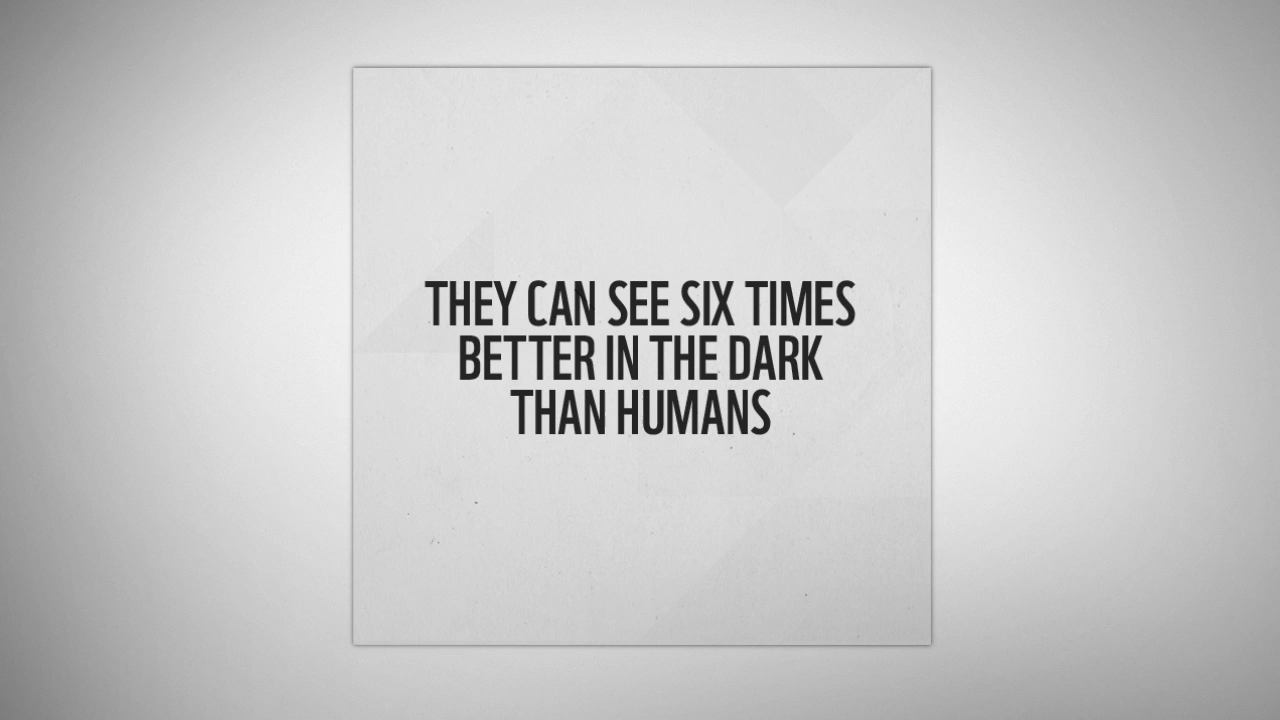 THEY CAN SEE SIX TIMES
BETTER IN THE DARK
THAN HUMANS